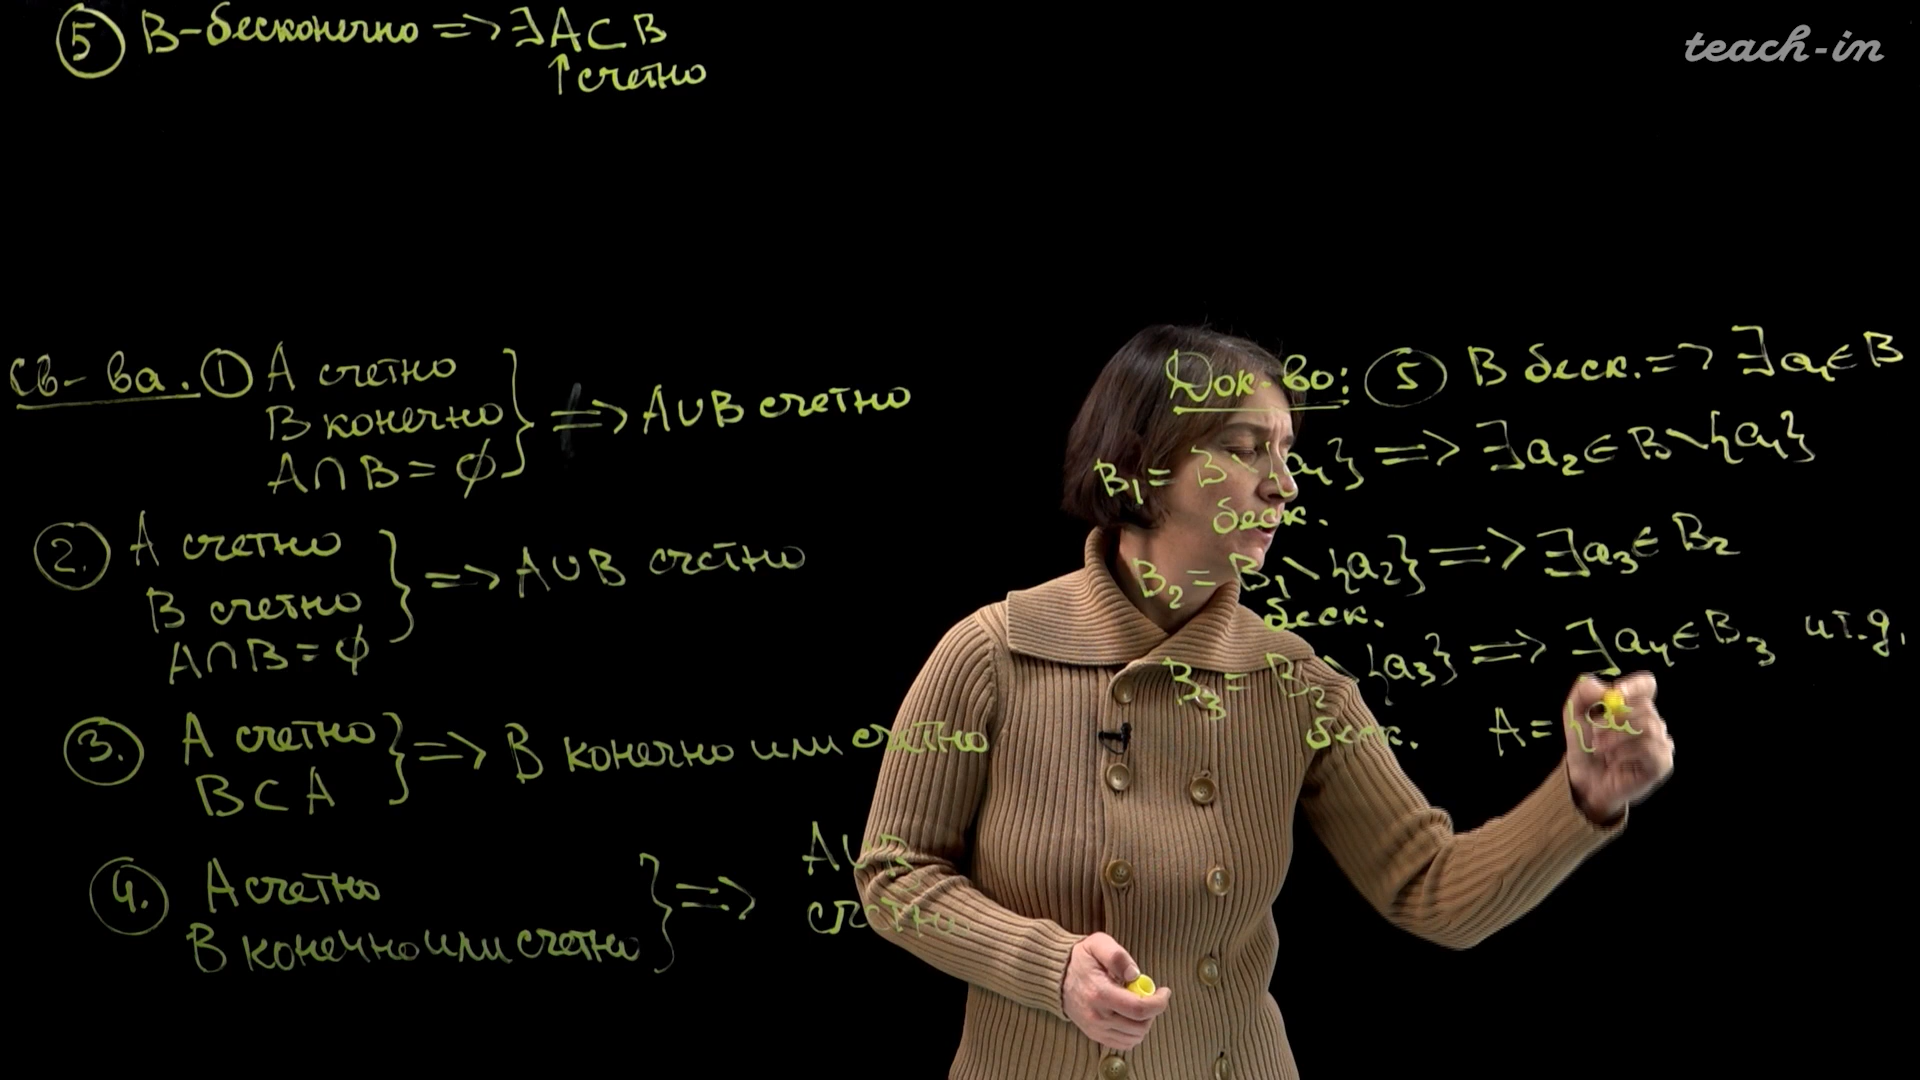 ⑤ B-бесконечно => ∃A⊂B
↑счетно
teach-in
Св-ва. ① A счетно
B конечно
A∩B=∅
=> A∪B счетно
②. A счетно
B счетно
A∩B=∅
=> A∪B счетно
③. A счетно
B⊂A
=> B конечно или счетно
④. A счетно
B конечно или счетно
=> A∪B
счетно
Док-во: ⑤ B беск. => ∃a₁∈B
B₁ = B\{a₁} => ∃a₂∈B\{a₁}
беск.
B₂ = B₁\{a₂} => ∃a₃∈B₂
беск.
B₃ = B₂\{a₃} => ∃a₄∈B₃ и т.д.
беск.
A={